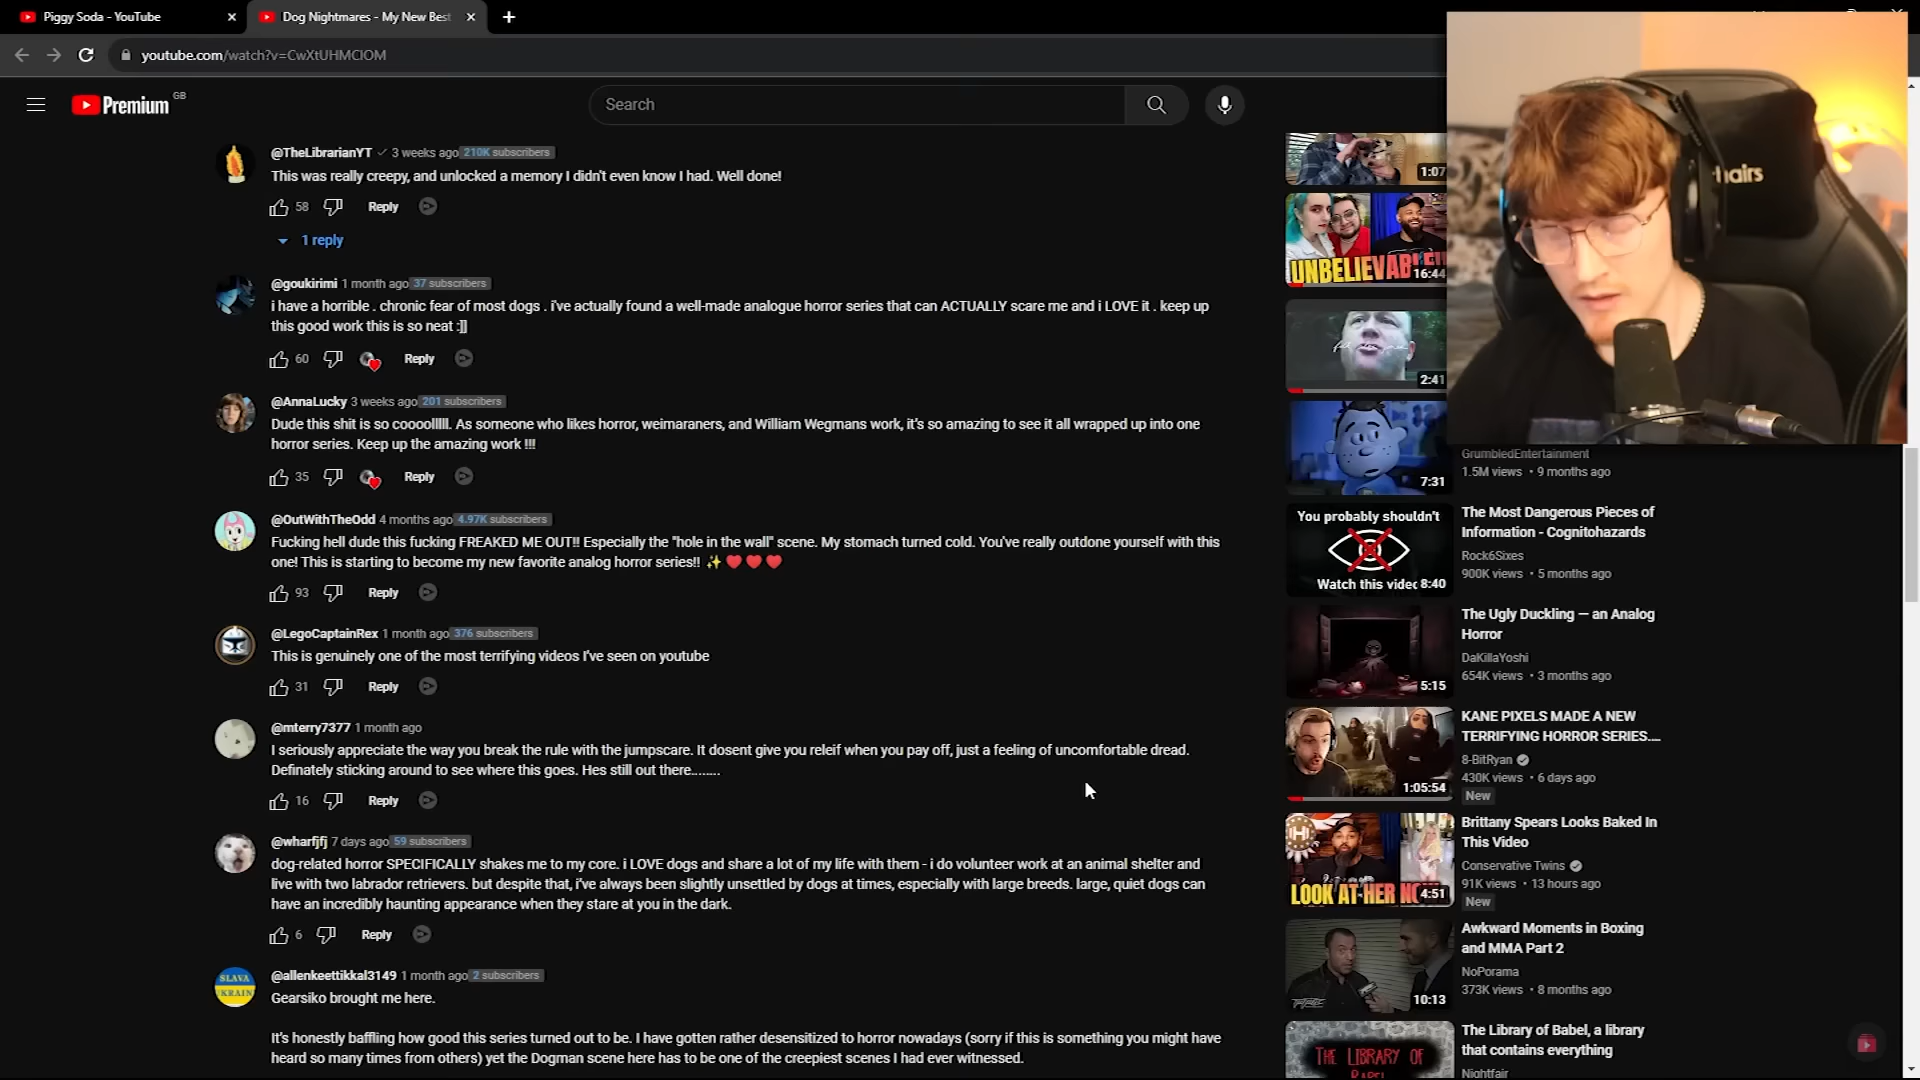 Piggy Soda - YouTube
Dog Nightmares - My New Best
youtube.com/watch?v=CwXtUHMCIOM
Premium GB
Search
@TheLibrarianYT 3 weeks ago 210K subscribers
This was really creepy, and unlocked a memory I didn't even know I had. Well done!
58 Reply
1 reply
@goukirimi 1 month ago 37 subscribers
i have a horrible . chronic fear of most dogs . i've actually found a well-made analogue horror series that can ACTUALLY scare me and i LOVE it . keep up
this good work this is so neat :]]
60 Reply
@AnnaLucky 3 weeks ago 201 subscribers
Dude this shit is so coooollllll. As someone who likes horror, weimaraners, and William Wegmans work, it's so amazing to see it all wrapped up into one
horror series. Keep up the amazing work !!!
35 Reply
@OutWithTheOdd 4 months ago 4.97K subscribers
Fucking hell dude this fucking FREAKED ME OUT!! Especially the "hole in the wall" scene. My stomach turned cold. You've really outdone yourself with this
one! This is starting to become my new favorite analog horror series!! ✨❤️❤️❤️
93 Reply
@LegoCaptainRex 1 month ago 376 subscribers
This is genuinely one of the most terrifying videos I've seen on youtube
31 Reply
@mterry7377 1 month ago
I seriously appreciate the way you break the rule with the jumpscare. It dosent give you releif when you pay off, just a feeling of uncomfortable dread.
Definately sticking around to see where this goes. Hes still out there........
16 Reply
@wharfjfj 7 days ago 59 subscribers
dog-related horror SPECIFICALLY shakes me to my core. i LOVE dogs and share a lot of my life with them - i do volunteer work at an animal shelter and
live with two labrador retrievers. but despite that, i've always been slightly unsettled by dogs at times, especially with large breeds. large, quiet dogs can
have an incredibly haunting appearance when they stare at you in the dark.
6 Reply
SLAVA
UKRAINI
@allenkeettikkal3149 1 month ago 2 subscribers
Gearsiko brought me here.
It's honestly baffling how good this series turned out to be. I have gotten rather desensitized to horror nowadays (sorry if this is something you might have
heard so many times from others) yet the Dogman scene here has to be one of the creepiest scenes I had ever witnessed.
hairs
1:07
UNBELIEVABLE!!
16:44
2:41
7:31
GrumbledEntertainment
1.5M views • 9 months ago
You probably shouldn't
Watch this video 8:40
The Most Dangerous Pieces of
Information - Cognitohazards
Rock6Sixes
900K views • 5 months ago
5:15
The Ugly Duckling — an Analog
Horror
DaKillaYoshi
654K views • 3 months ago
1:05:54
KANE PIXELS MADE A NEW
TERRIFYING HORROR SERIES....
8-BitRyan
430K views • 6 days ago
New
LOOK AT HER NO
4:51
Brittany Spears Looks Baked In
This Video
Conservative Twins
91K views • 13 hours ago
New
10:13
Awkward Moments in Boxing
and MMA Part 2
NoPorama
373K views • 8 months ago
THE LIBRARY OF
BABEL
The Library of Babel, a library
that contains everything
Nightfair